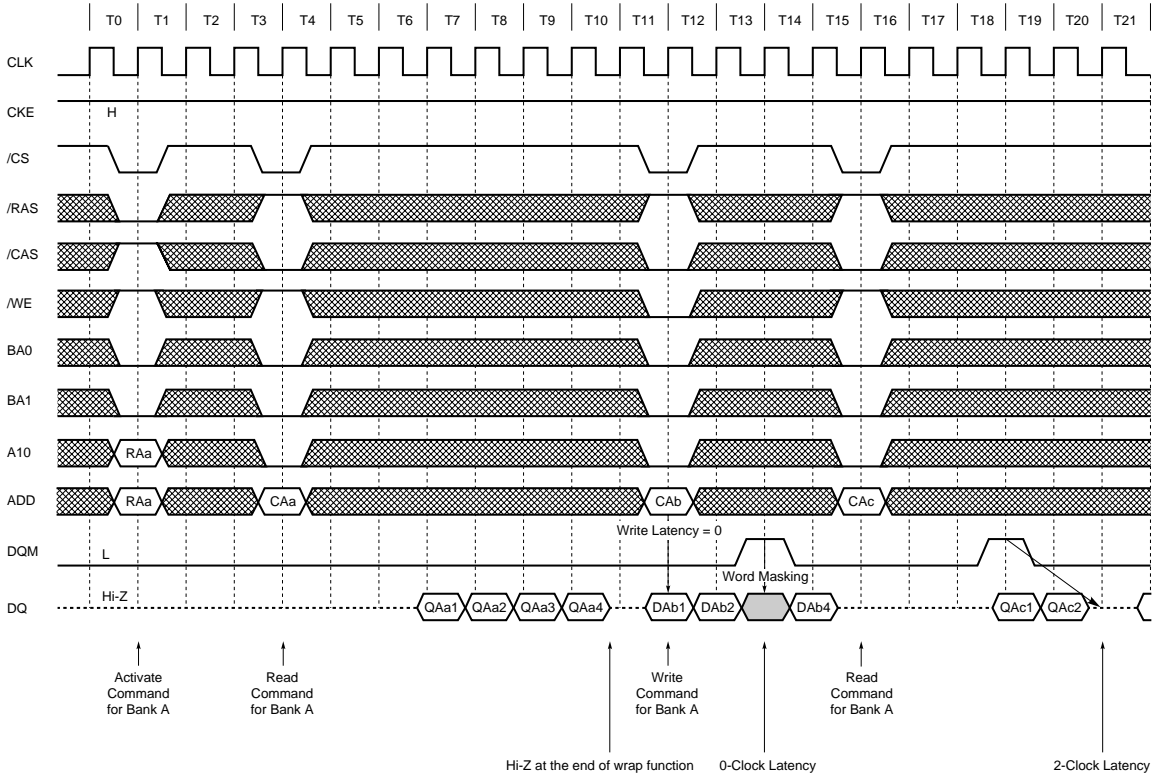 T0 T1 T2 T3 T4 T5 T6 T7 T8 T9 T10 T11 T12 T13 T14 T15 T16 T17 T18 T19 T20 T21
CLK
CKE H
/CS
/RAS
/CAS
/WE
BA0
BA1
A10 RAa
ADD RAa CAa CAb CAc
Write Latency = 0
DQM L
Word Masking
Hi-Z
DQ QAa1 QAa2 QAa3 QAa4 DAb1 DAb2 DAb4 QAc1 QAc2
Activate
Command
for Bank A
Read
Command
for Bank A
Write
Command
for Bank A
Read
Command
for Bank A
Hi-Z at the end of wrap function
0-Clock Latency
2-Clock Latency